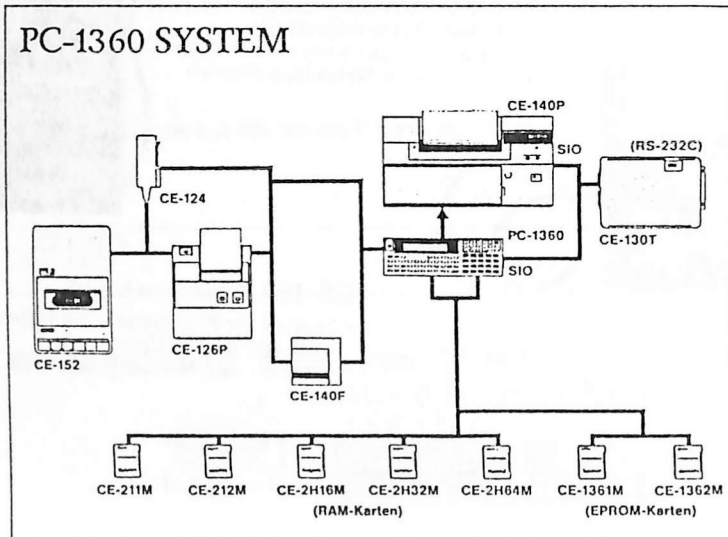 PC-1360 SYSTEM
CE-140P
SIO
(RS-232C)
CE-124
PC-1360
CE-130T
SIO
CE-152
CE-126P
CE-140F
CE-211M CE-212M CE-2H16M CE-2H32M CE-2H64M CE-1361M CE-1362M
(RAM-Karten) (EPROM-Karten)